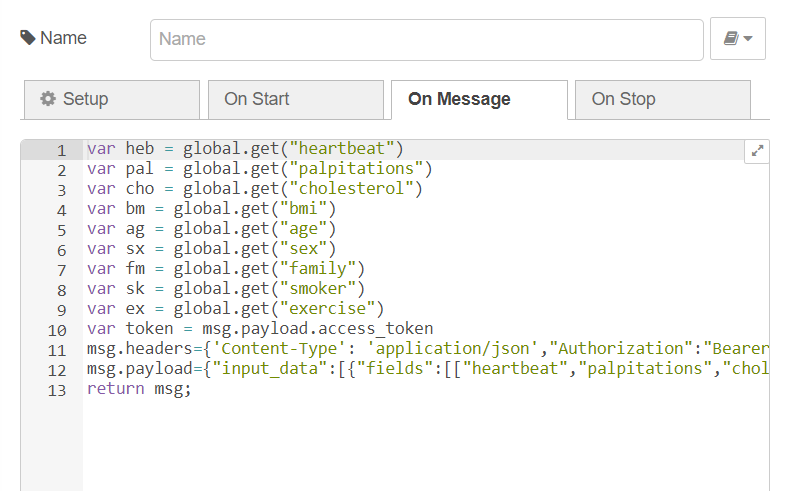 Name
Name
Setup
On Start
On Message
On Stop
1 var heb = global.get("heartbeat")
2 var pal = global.get("palpitations")
3 var cho = global.get("cholesterol")
4 var bm = global.get("bmi")
5 var ag = global.get("age")
6 var sx = global.get("sex")
7 var fm = global.get("family")
8 var sk = global.get("smoker")
9 var ex = global.get("exercise")
10 var token = msg.payload.access_token
11 msg.headers={'Content-Type': 'application/json',"Authorization":"Bearer
12 msg.payload={"input_data":[{"fields":[["heartbeat","palpitations","chol
13 return msg;